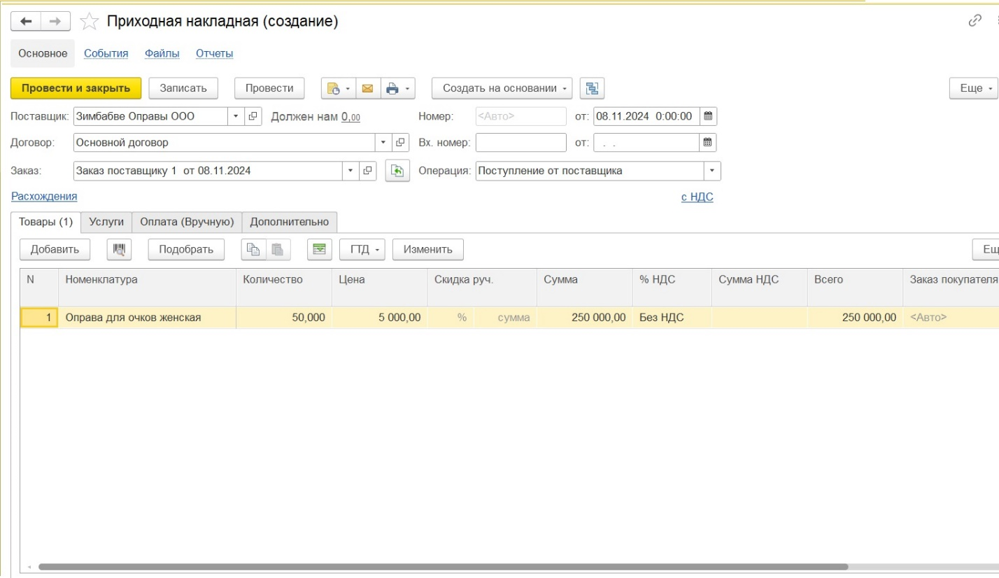 Приходная накладная (создание)
Основное События Файлы Отчеты
Провести и закрыть Записать Провести Создать на основании Еще
Поставщик: Зимбабве Оправы ООО Должен нам 0,00 Номер: <Авто> от: 08.11.2024 0:00:00
Договор: Основной договор Вх. номер: от: . .
Заказ: Заказ поставщику 1 от 08.11.2024 Операция: Поступление от поставщика
Расхождения с НДС
Товары (1) Услуги Оплата (Вручную) Дополнительно
Добавить Подобрать ГТД Изменить Ещ
N Номенклатура Количество Цена Скидка руч. Сумма % НДС Сумма НДС Всего Заказ покупателя
1 Оправа для очков женская 50,000 5 000,00 % сумма 250 000,00 Без НДС 250 000,00 <Авто>